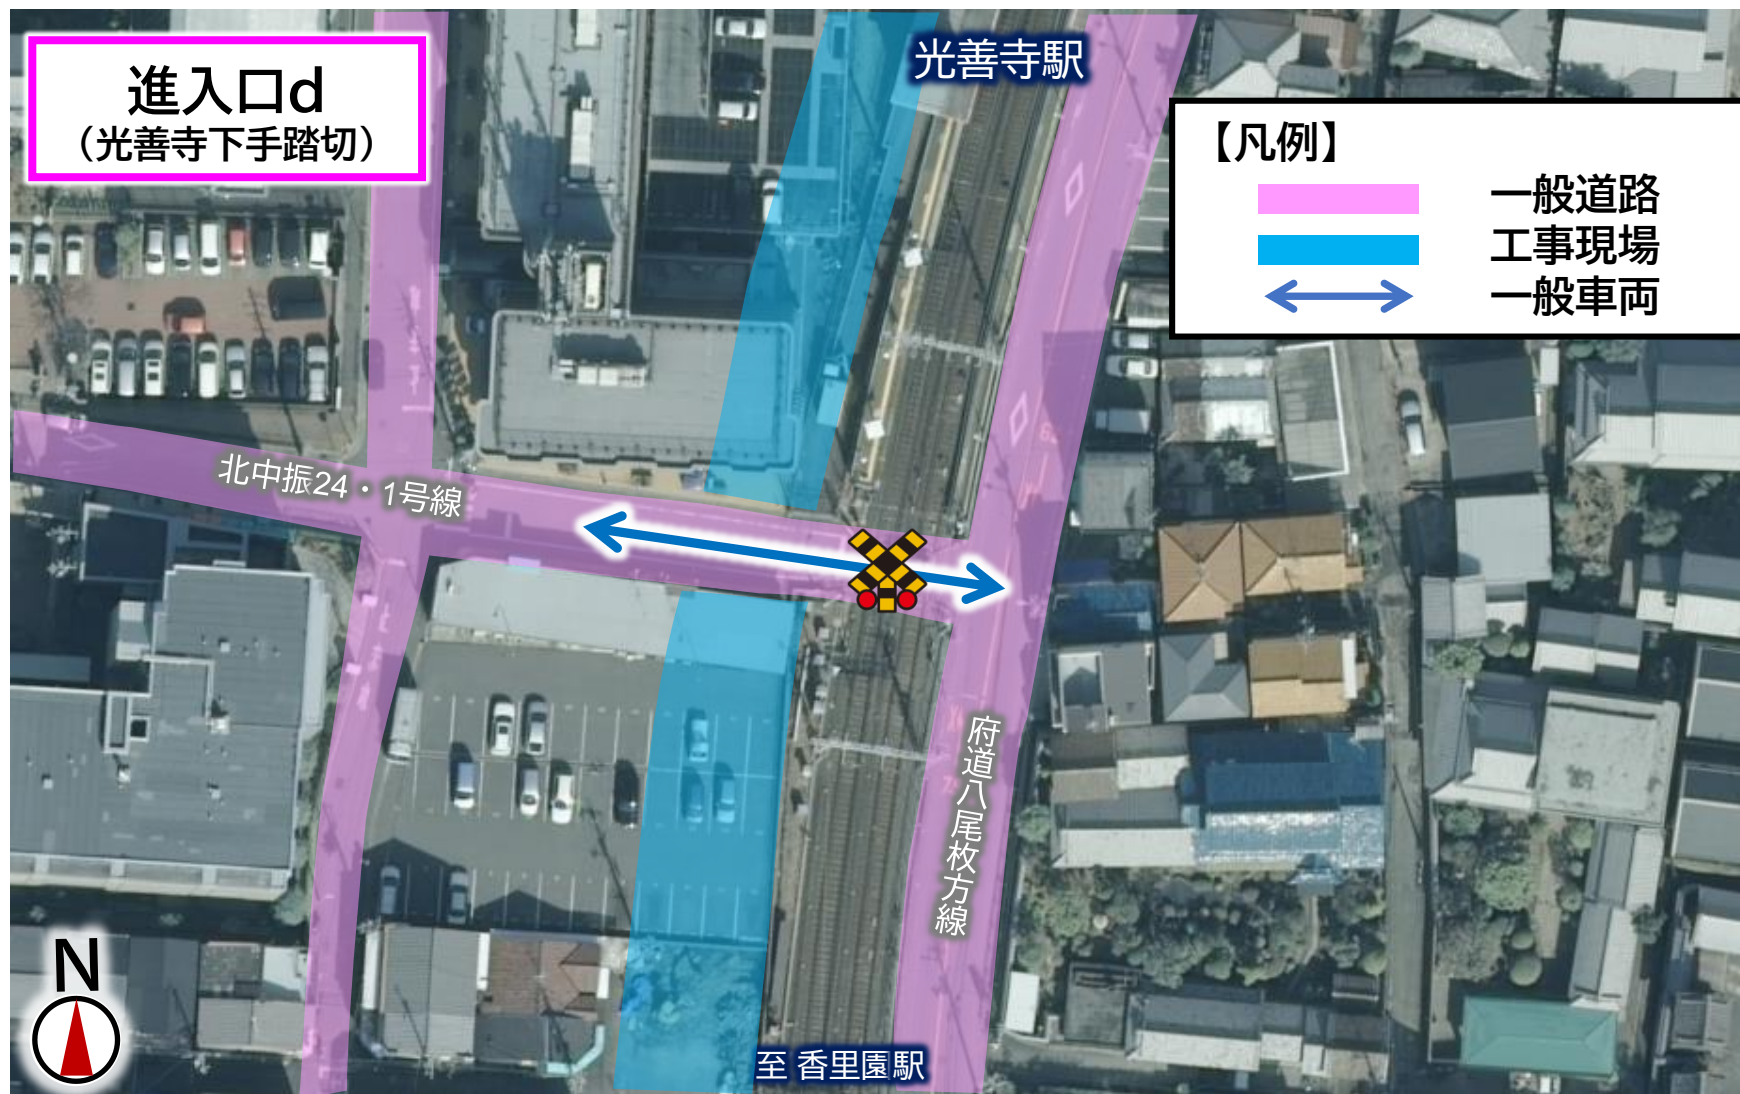 進入口d
（光善寺下手踏切）
光善寺駅
【凡例】
一般道路
工事現場
一般車両
北中振24・1号線
府道八尾枚方線
N
至 香里園駅